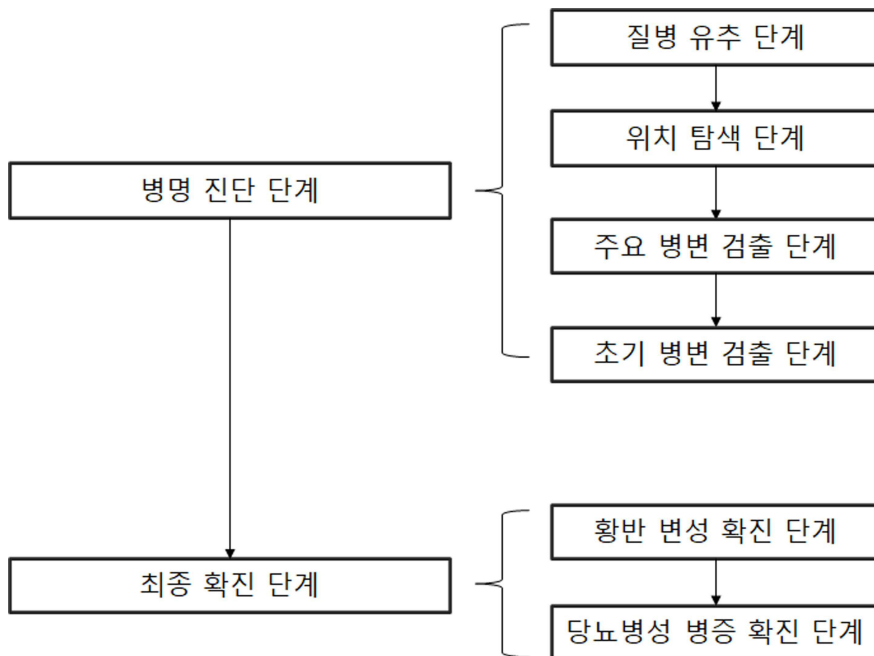 질병 유추 단계
위치 탐색 단계
병명 진단 단계
주요 병변 검출 단계
초기 병변 검출 단계
황반 변성 확진 단계
최종 확진 단계
당뇨병성 병증 확진 단계